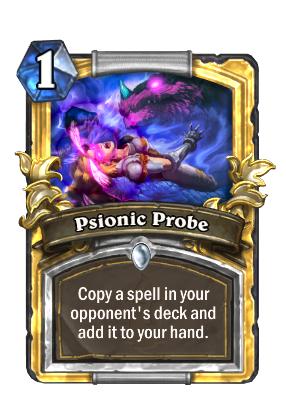 1
Psionic Probe
Copy a spell in your
opponent's deck and
add it to your hand.